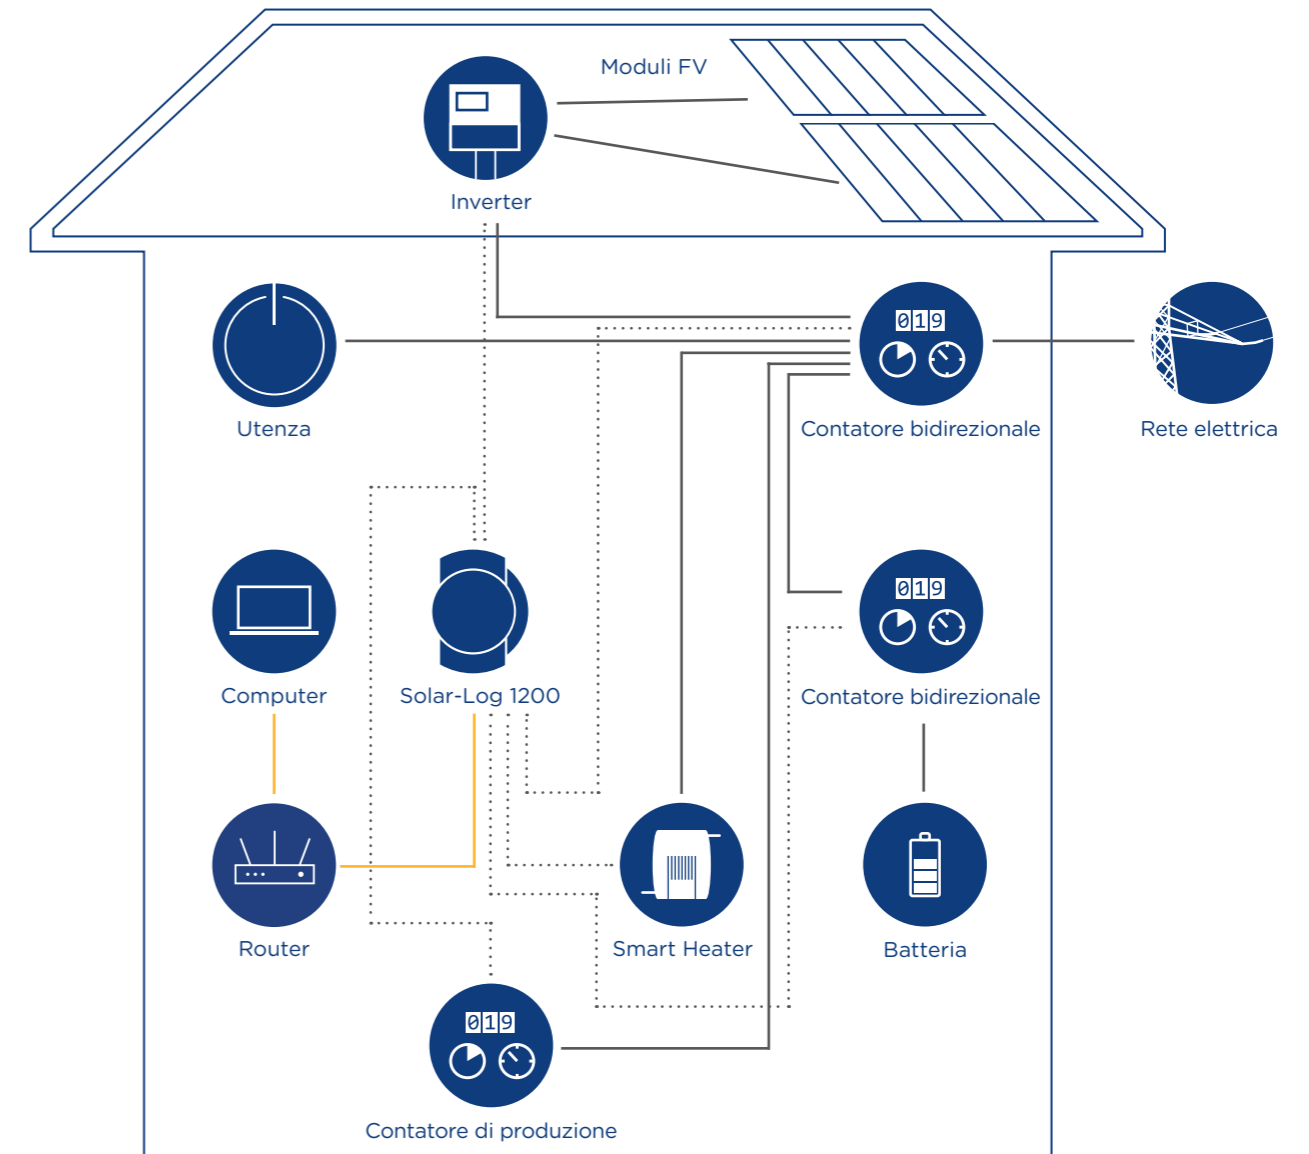 Moduli FV
Inverter
019
Utenza
Contatore bidirezionale
Rete elettrica
019
Computer
Solar-Log 1200
Contatore bidirezionale
Router
Smart Heater
Batteria
019
Contatore di produzione